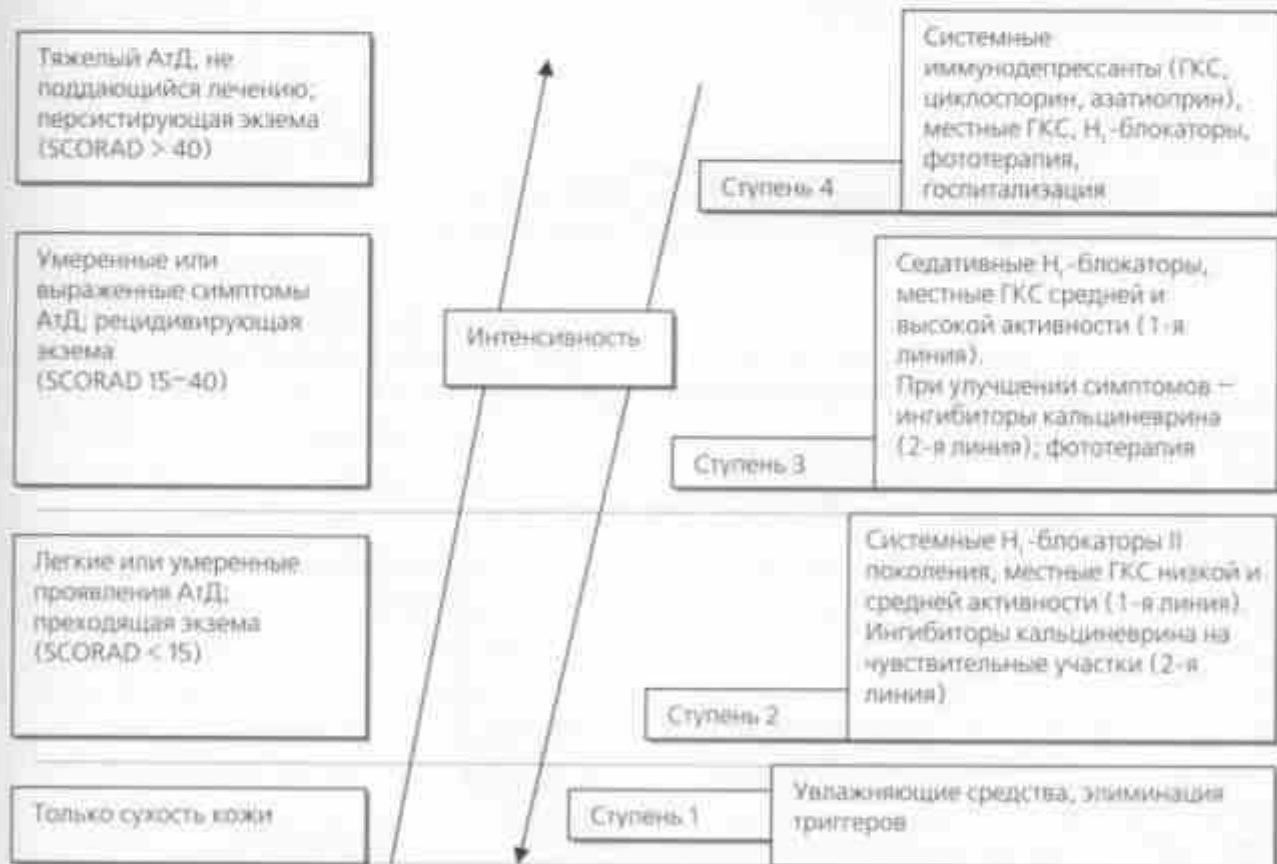 Тяжелый АтД, не
поддающийся лечению;
персистирующая экзема
(SCORAD > 40)
Системные
иммунодепрессанты (ГКС,
циклоспорин, азатиоприн),
местные ГКС, H₁-блокаторы,
фототерапия,
госпитализация
Ступень 4
Умеренные или
выраженные симптомы
АтД; рецидивирующая
экзема
(SCORAD 15–40)
Интенсивность
Седативные H₁-блокаторы,
местные ГКС средней и
высокой активности (1-я
линия).
При улучшении симптомов –
ингибиторы кальциневрина
(2-я линия); фототерапия
Ступень 3
Легкие или умеренные
проявления АтД;
преходящая экзема
(SCORAD < 15)
Системные H₁-блокаторы II
поколения, местные ГКС низкой и
средней активности (1-я линия)
Ингибиторы кальциневрина на
чувствительные участки (2-я
линия)
Ступень 2
Только сухость кожи
Ступень 1
Увлажняющие средства, элиминация
триггеров